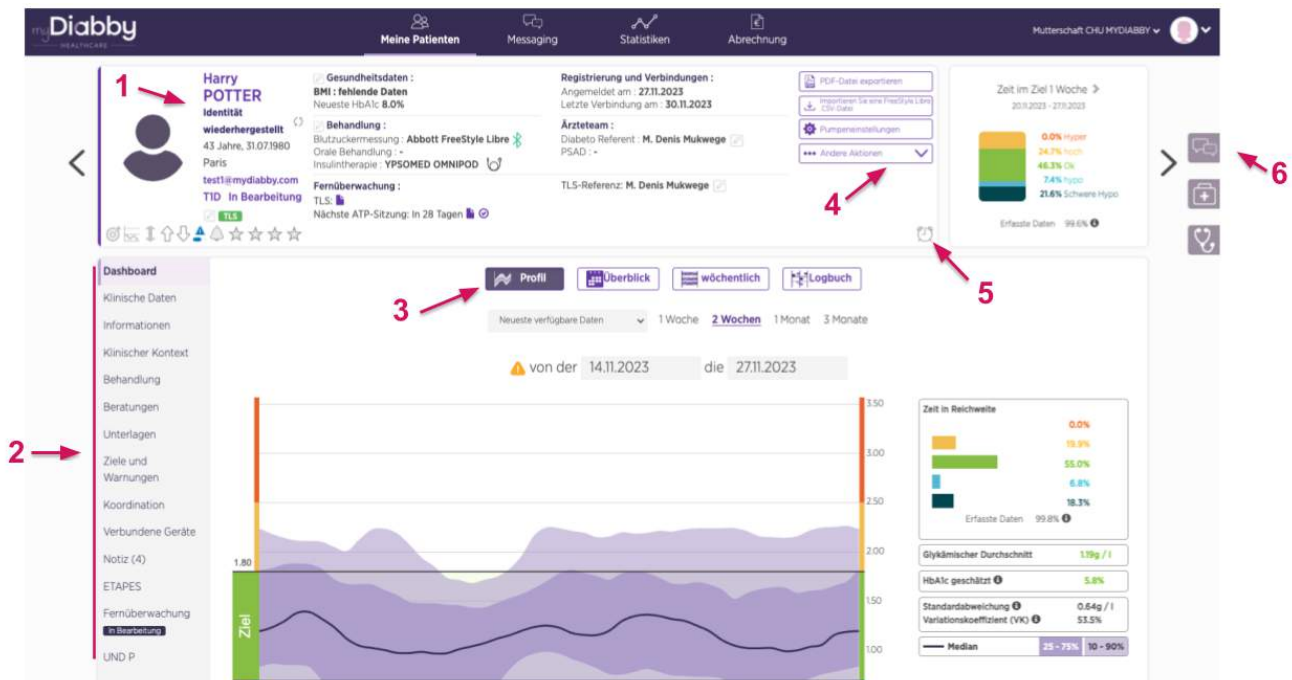 myDiabby
HEALTHCARE
Meine Patienten
Messaging
Statistiken
Abrechnung
Mutterschaft CHU MYDIABBY
1
Harry
POTTER
Identität
wiederhergestellt
43 Jahre, 31.07.1980
Paris
test1@mydiabby.com
T1D In Bearbeitung
TLS
Gesundheitsdaten :
BMI : fehlende Daten
Neueste HbA1c 8.0%
Behandlung :
Blutzuckermessung : Abbott FreeStyle Libre
Orale Behandlung : -
Insulintherapie : YPSOMED OMNIPOD
Fernüberwachung :
TLS:
Nächste ATP-Sitzung: In 28 Tagen
Registrierung und Verbindungen :
Angemeldet am : 27.11.2023
Letzte Verbindung am : 30.11.2023
Ärzteteam :
Diabeto Referent : M. Denis Mukwege
PSAD : -
TLS-Referenz: M. Denis Mukwege
PDF-Datei exportieren
Importieren Sie eine FreeStyle Libre
CSV-Datei
Pumpeneinstellungen
Andere Aktionen
4
5
Zeit im Ziel 1 Woche
20.11.2023 - 27.11.2023
0.0% Hyper
24.7% hoch
46.3% Ok
7.4% hypo
21.6% Schwere Hypo
Erfasste Daten 99.6%
6
2
Dashboard
Klinische Daten
Informationen
Klinischer Kontext
Behandlung
Beratungen
Unterlagen
Ziele und
Warnungen
Koordination
Verbundene Geräte
Notiz (4)
ETAPES
Fernüberwachung
In Bearbeitung
UND P
3
Profil
Überblick
wöchentlich
Logbuch
Neueste verfügbare Daten
1 Woche
2 Wochen
1 Monat
3 Monate
von der 14.11.2023 die 27.11.2023
3.50
3.00
2.50
2.00
1.80
1.50
1.00
Ziel
Zeit in Reichweite
0.0%
19.9%
55.0%
6.8%
18.3%
Erfasste Daten 99.8%
Glykämischer Durchschnitt 1.19g / l
HbA1c geschätzt 5.8%
Standardabweichung 0.64g / l
Variationskoeffizient (VK) 53.5%
Median 25 - 75% 10 - 90%